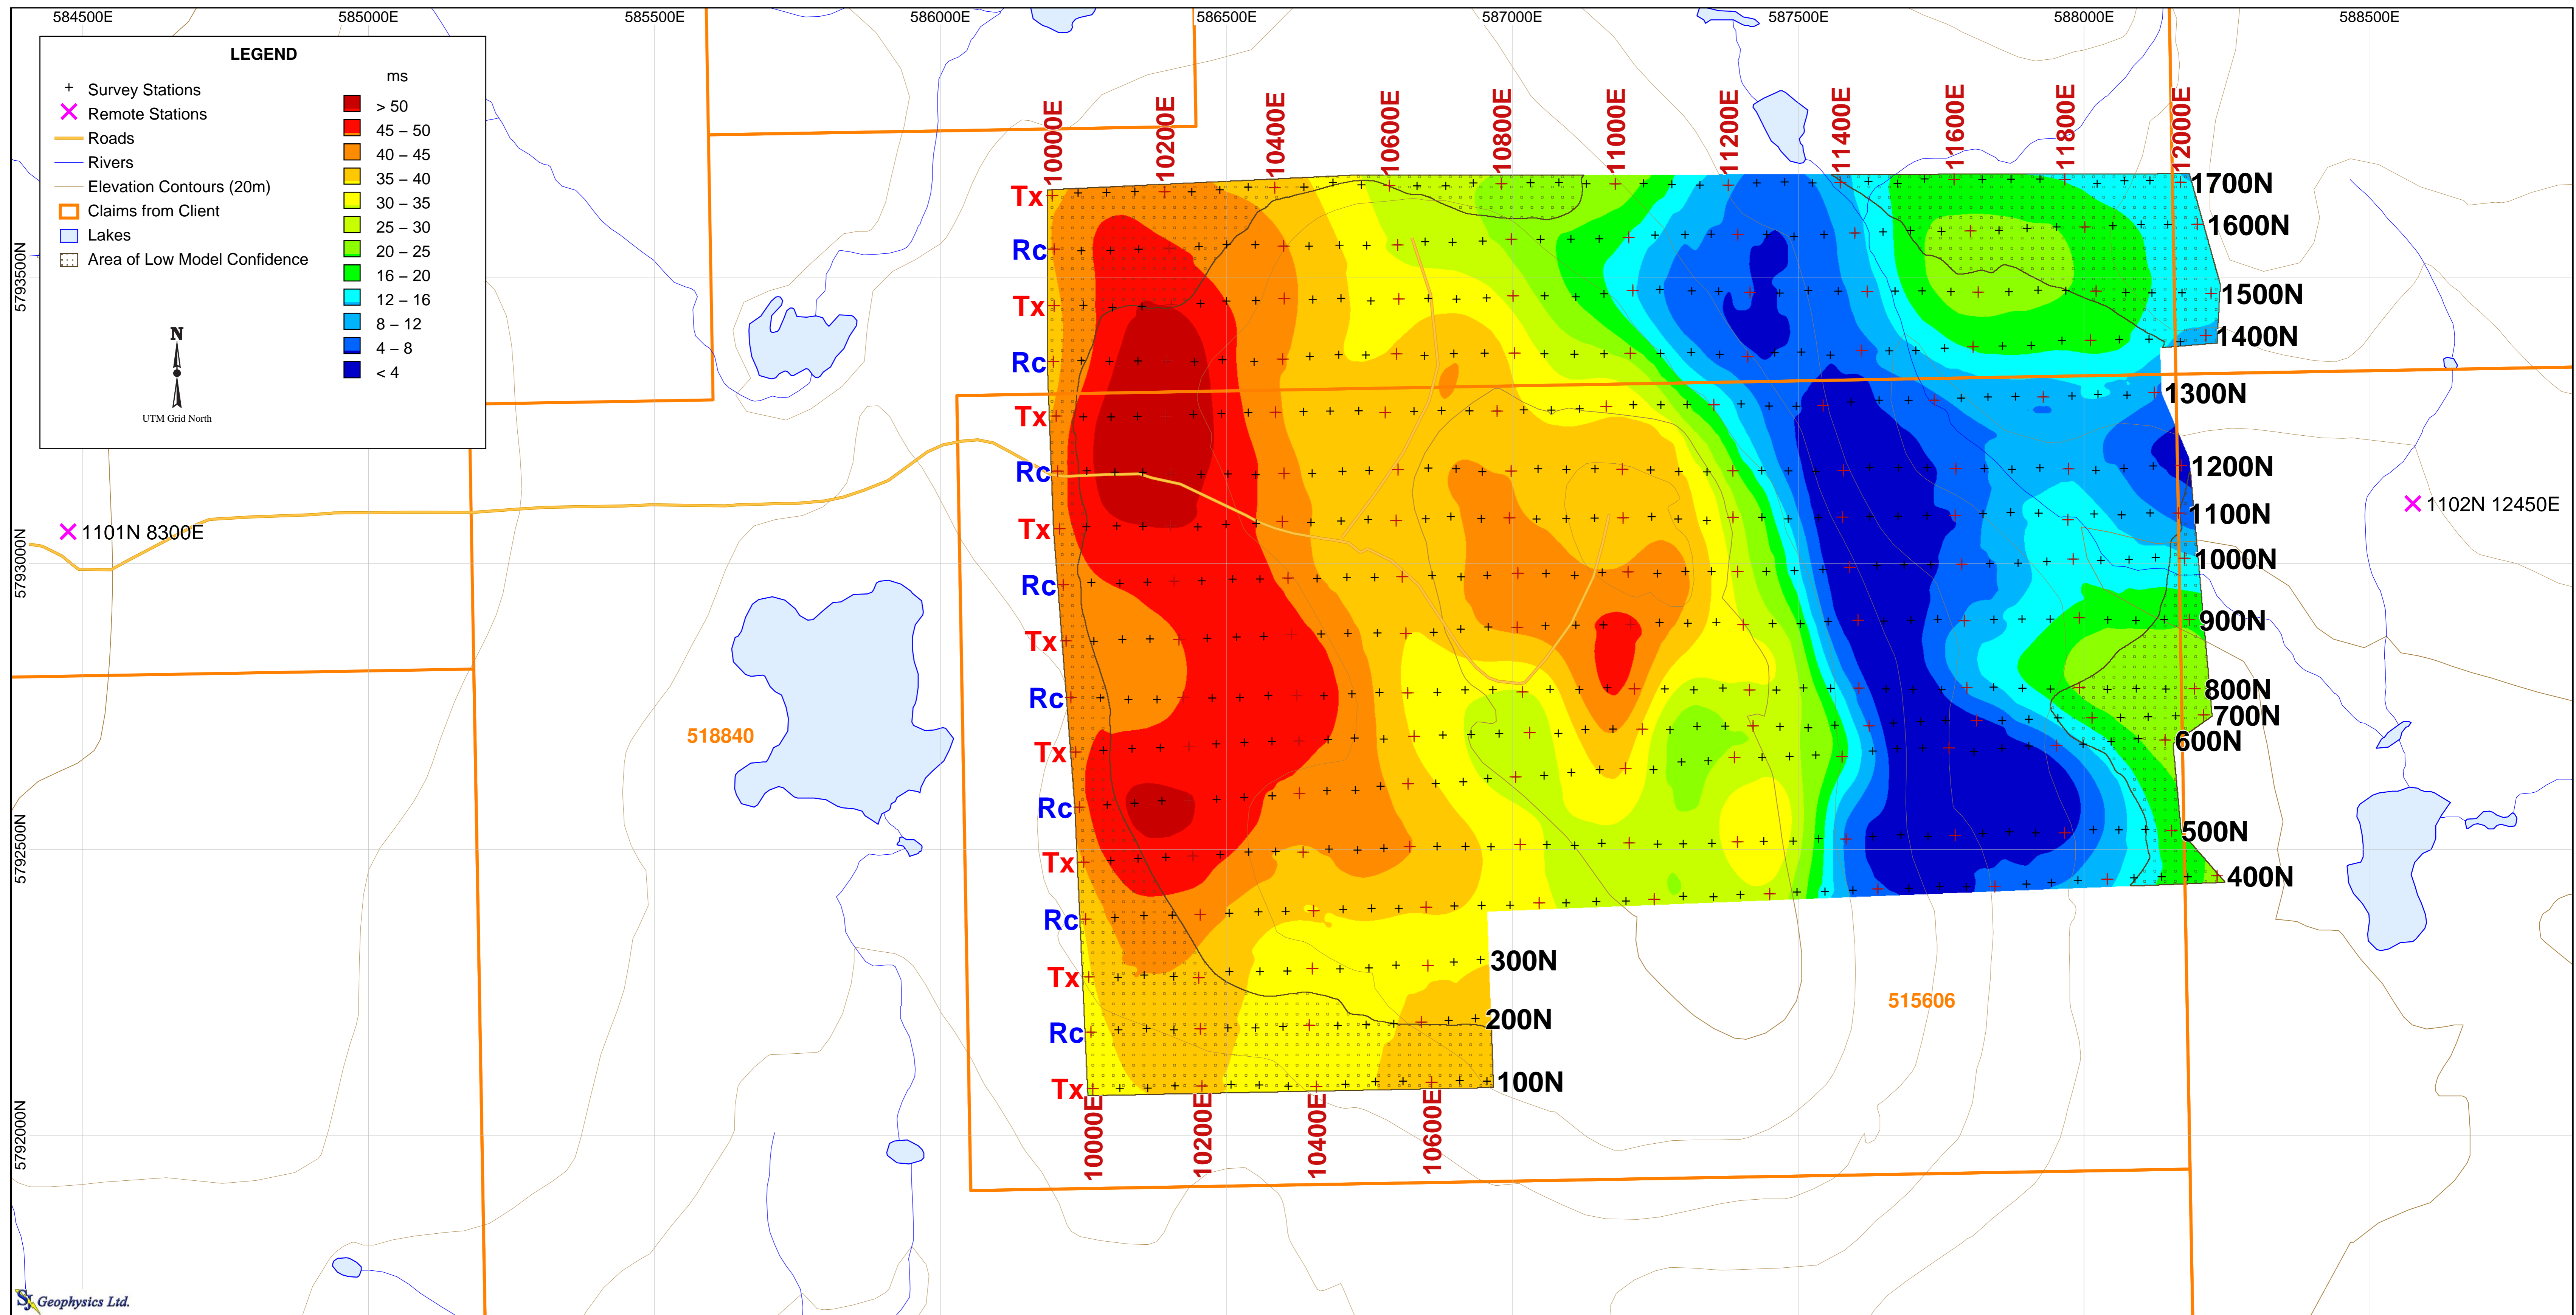 584500E 585000E 585500E 586000E 586500E 587000E 587500E 588000E 588500E
LEGEND
Survey Stations
Remote Stations
Roads
Rivers
Elevation Contours (20m)
Claims from Client
Lakes
Area of Low Model Confidence
ms
> 50
45 – 50
40 – 45
35 – 40
30 – 35
25 – 30
20 – 25
16 – 20
12 – 16
8 – 12
4 – 8
< 4
N
UTM Grid North
10000E 10200E 10400E 10600E 10800E 11000E 11200E 11400E 11600E 11800E 12000E
Tx 1700N
Rc 1600N
5793500N
Tx 1500N
Rc 1400N
Tx 1300N
Rc 1200N
1101N 8300E
Tx 1100N
1102N 12450E
5793000N
Rc 1000N
Tx 900N
Rc 800N
518840
700N
Tx 600N
Rc 500N
5792500N
Tx 400N
Rc 300N
Tx
515606
Rc 200N
Tx 100N
5792000N
10000E 10200E 10400E 10600E
SJ Geophysics Ltd.